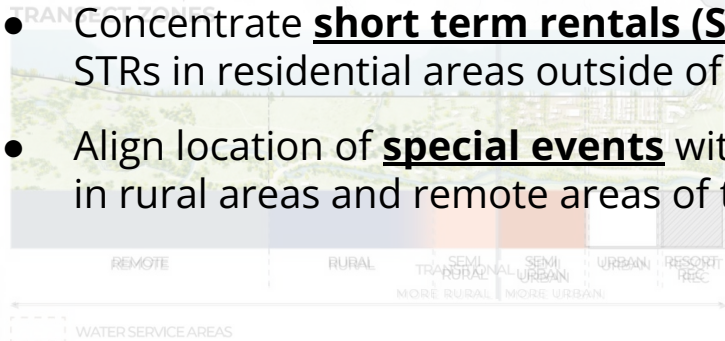 TRANSECT ZONES
• Concentrate short term rentals (S
STRs in residential areas outside of
• Align location of special events wit
in rural areas and remote areas of t
REMOTE RURAL SEMI RURAL SEMI URBAN URBAN RESORT REC
TRANSITIONAL
MORE RURAL MORE URBAN
WATER SERVICE AREAS